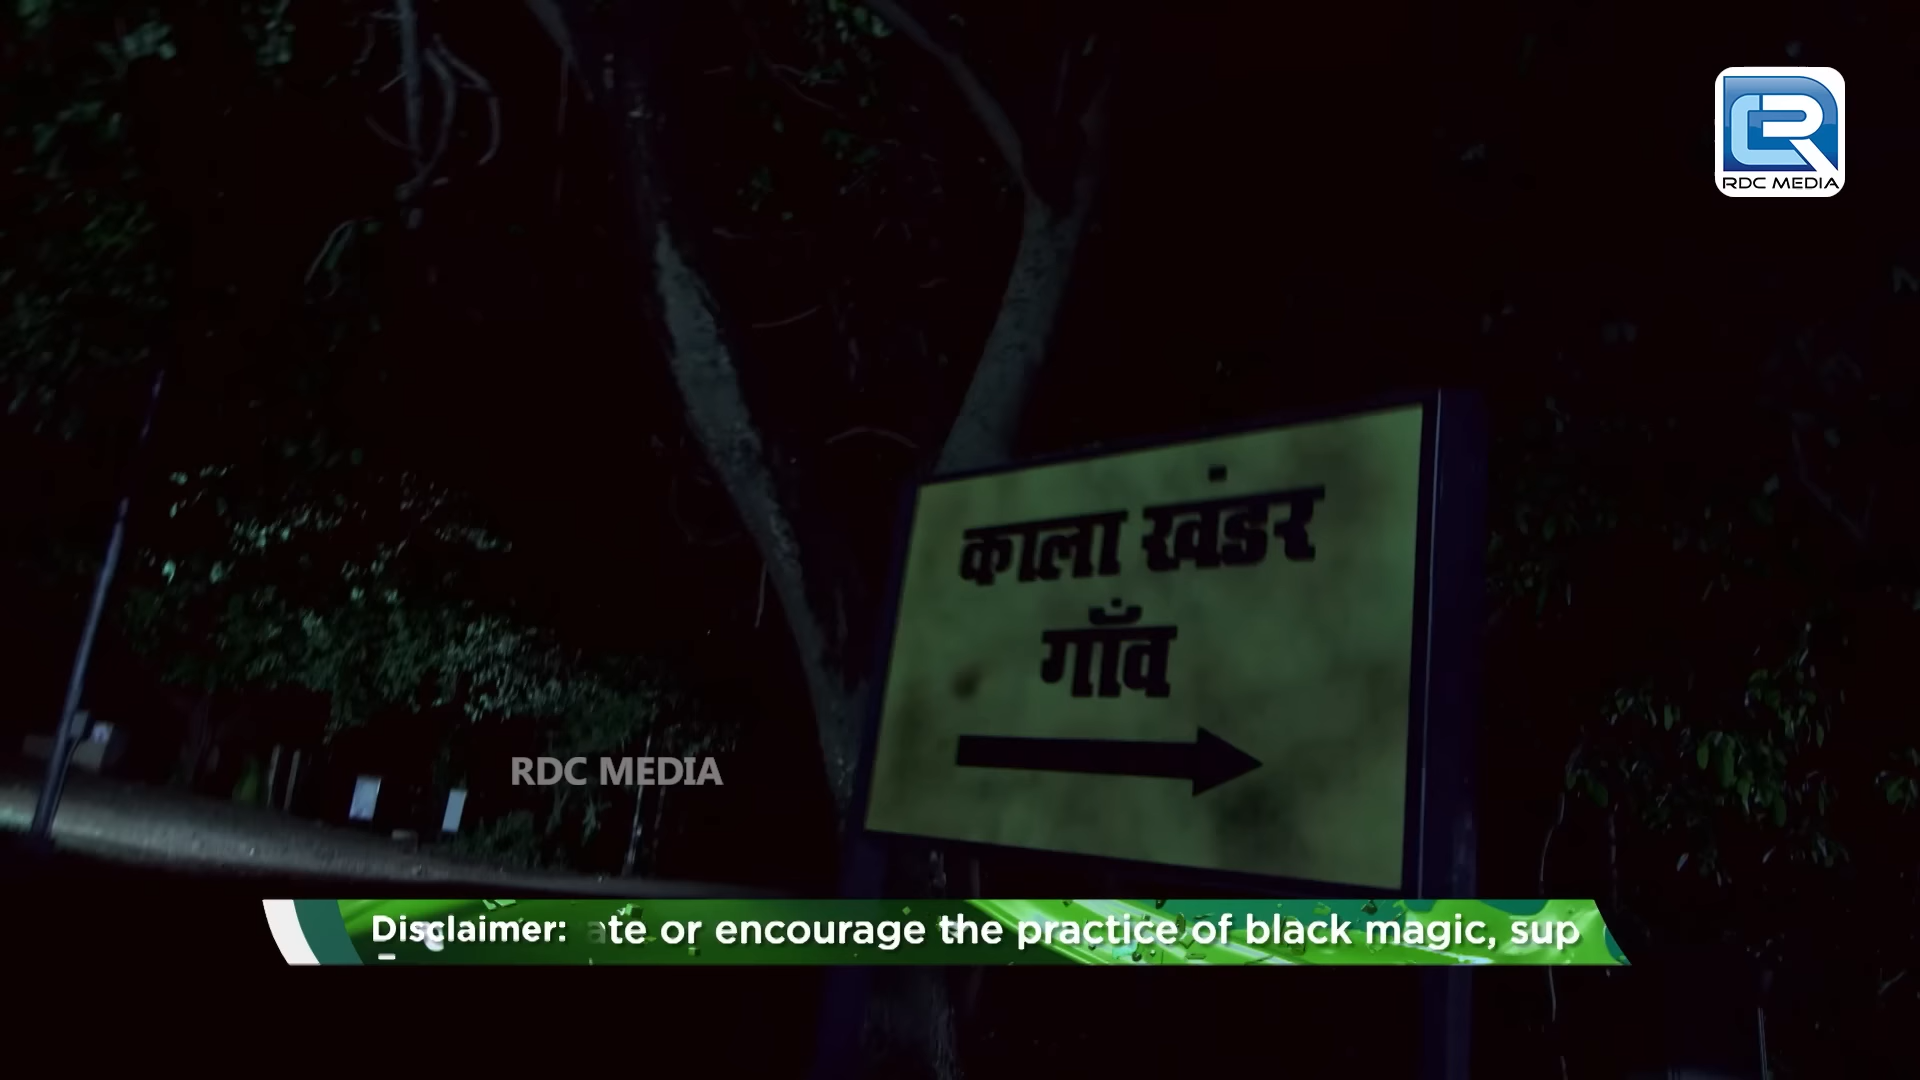 RDC MEDIA
काला खंडर
गाँव
RDC MEDIA
Disclaimer: te or encourage the practice of black magic, sup